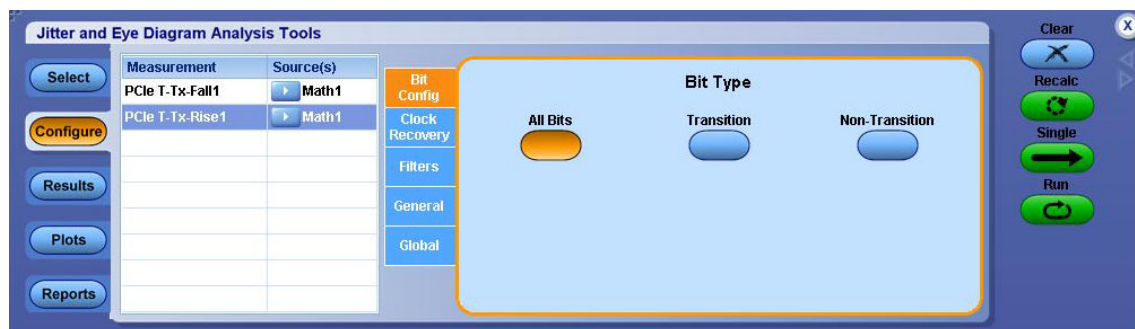 Jitter and Eye Diagram Analysis Tools
Select
Configure
Results
Plots
Reports
Measurement Source(s)
PCIe T-Tx-Fall1 Math1
PCIe T-Tx-Rise1 Math1
Bit
Config
Clock
Recovery
Filters
General
Global
Bit Type
All Bits Transition Non-Transition
Clear
Recalc
Single
Run
X